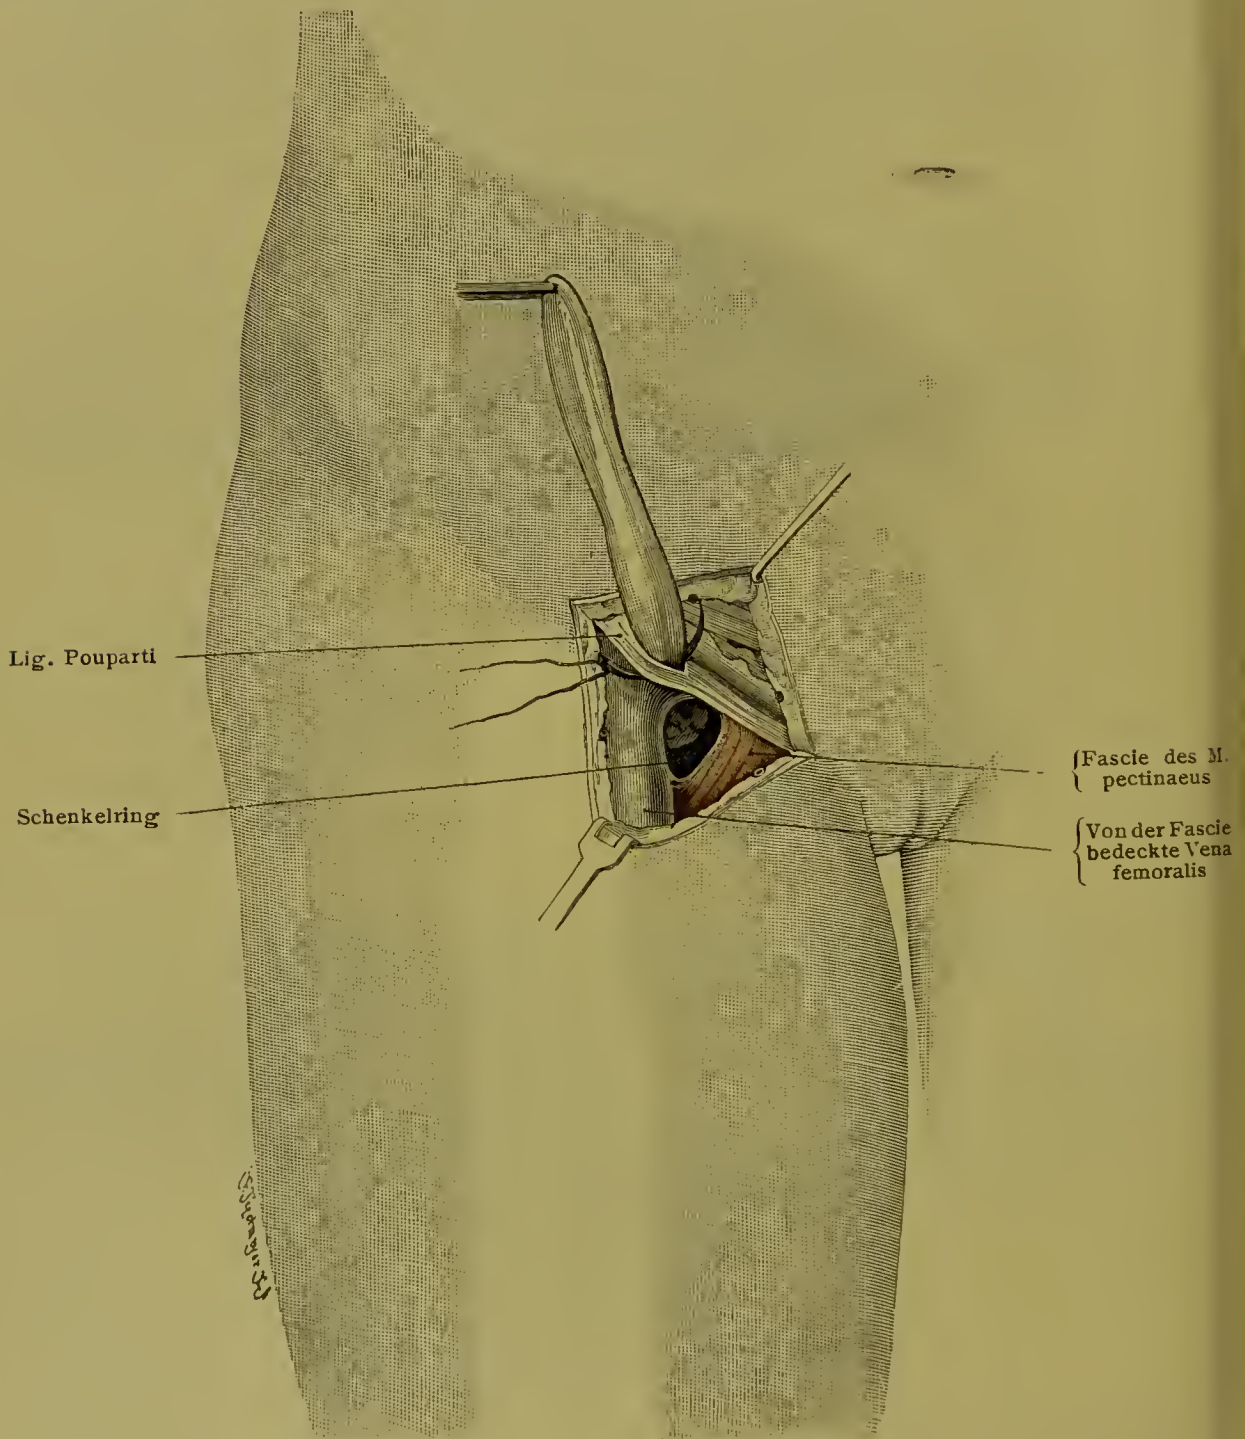 Lig. Pouparti
Schenkelring
Fascie des M.
pectinaeus
Von der Fascie
bedeckte Vena
femoralis